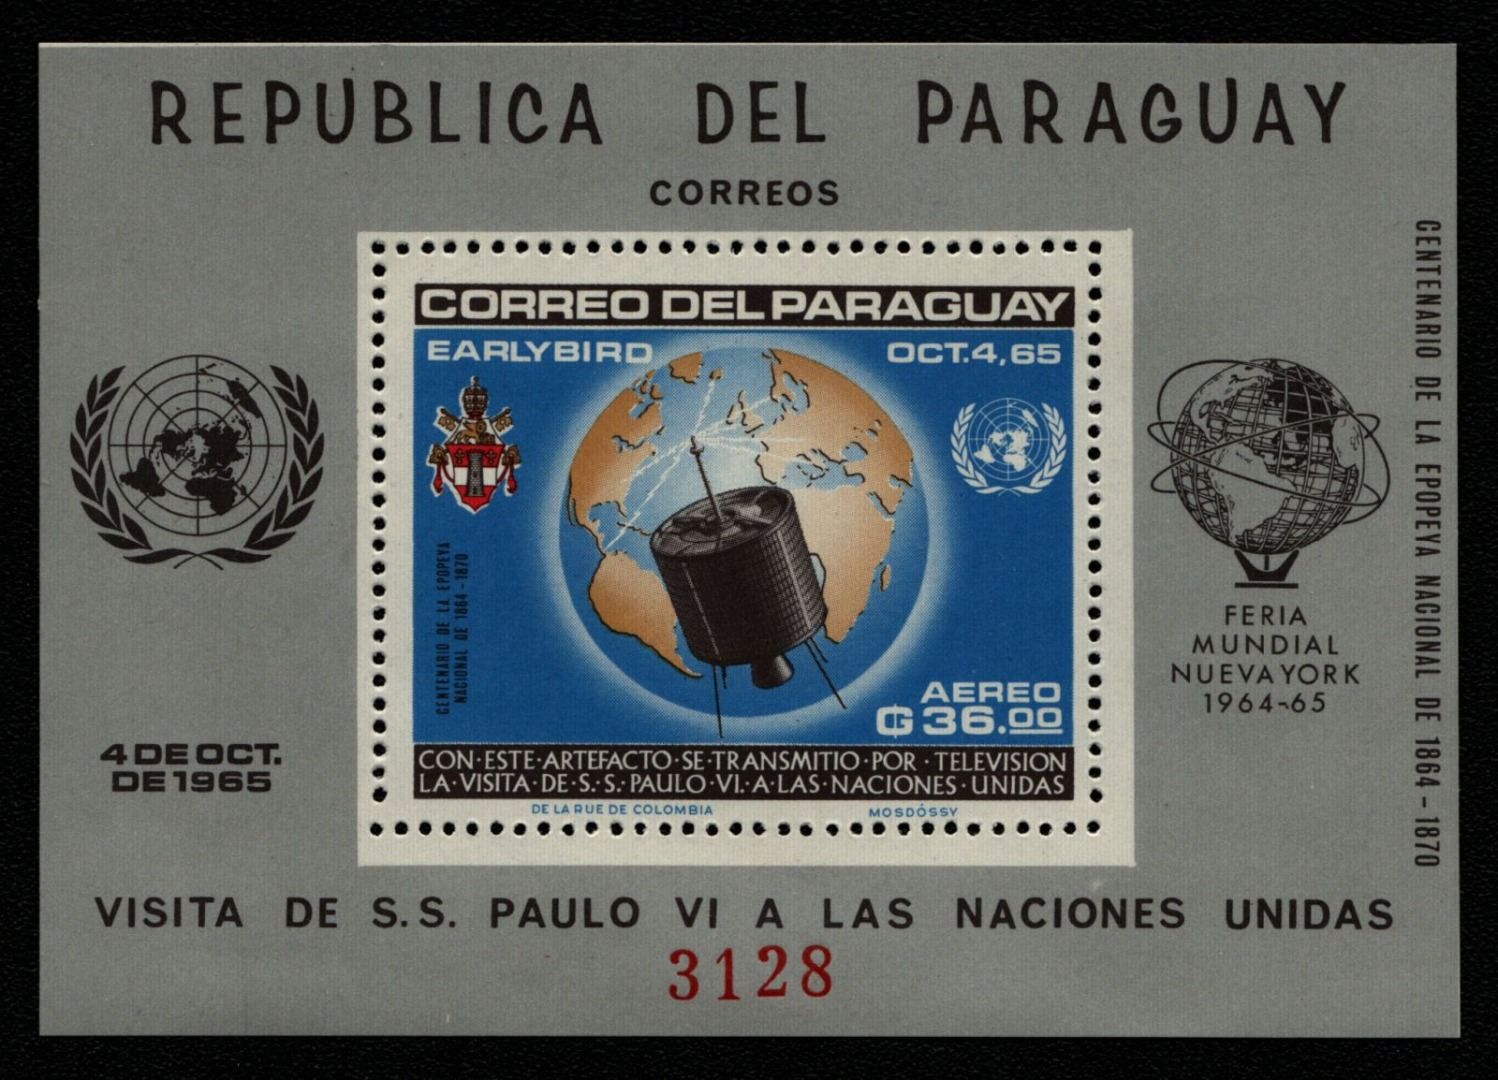 REPUBLICA DEL PARAGUAY
CORREOS
CORREO DEL PARAGUAY
EARLYBIRD
OCT.4,65
CENTENARIO DE LA EPOPEYA
NACIONAL DE 1864-1870
AEREO
₲ 36.00
CON·ESTE·ARTEFACTO·SE·TRANSMITIO·POR·TELEVISION
LA·VISITA·DE·S.·S.·PAULO·VI.·A·LAS·NACIONES·UNIDAS
DE LA RUE DE COLOMBIA
MOSDÓSSY
4 DE OCT.
DE 1965
FERIA
MUNDIAL
NUEVA YORK
1964-65
CENTENARIO DE LA EPOPEYA NACIONAL DE 1864-1870
VISITA DE S.S. PAULO VI A LAS NACIONES UNIDAS
3128